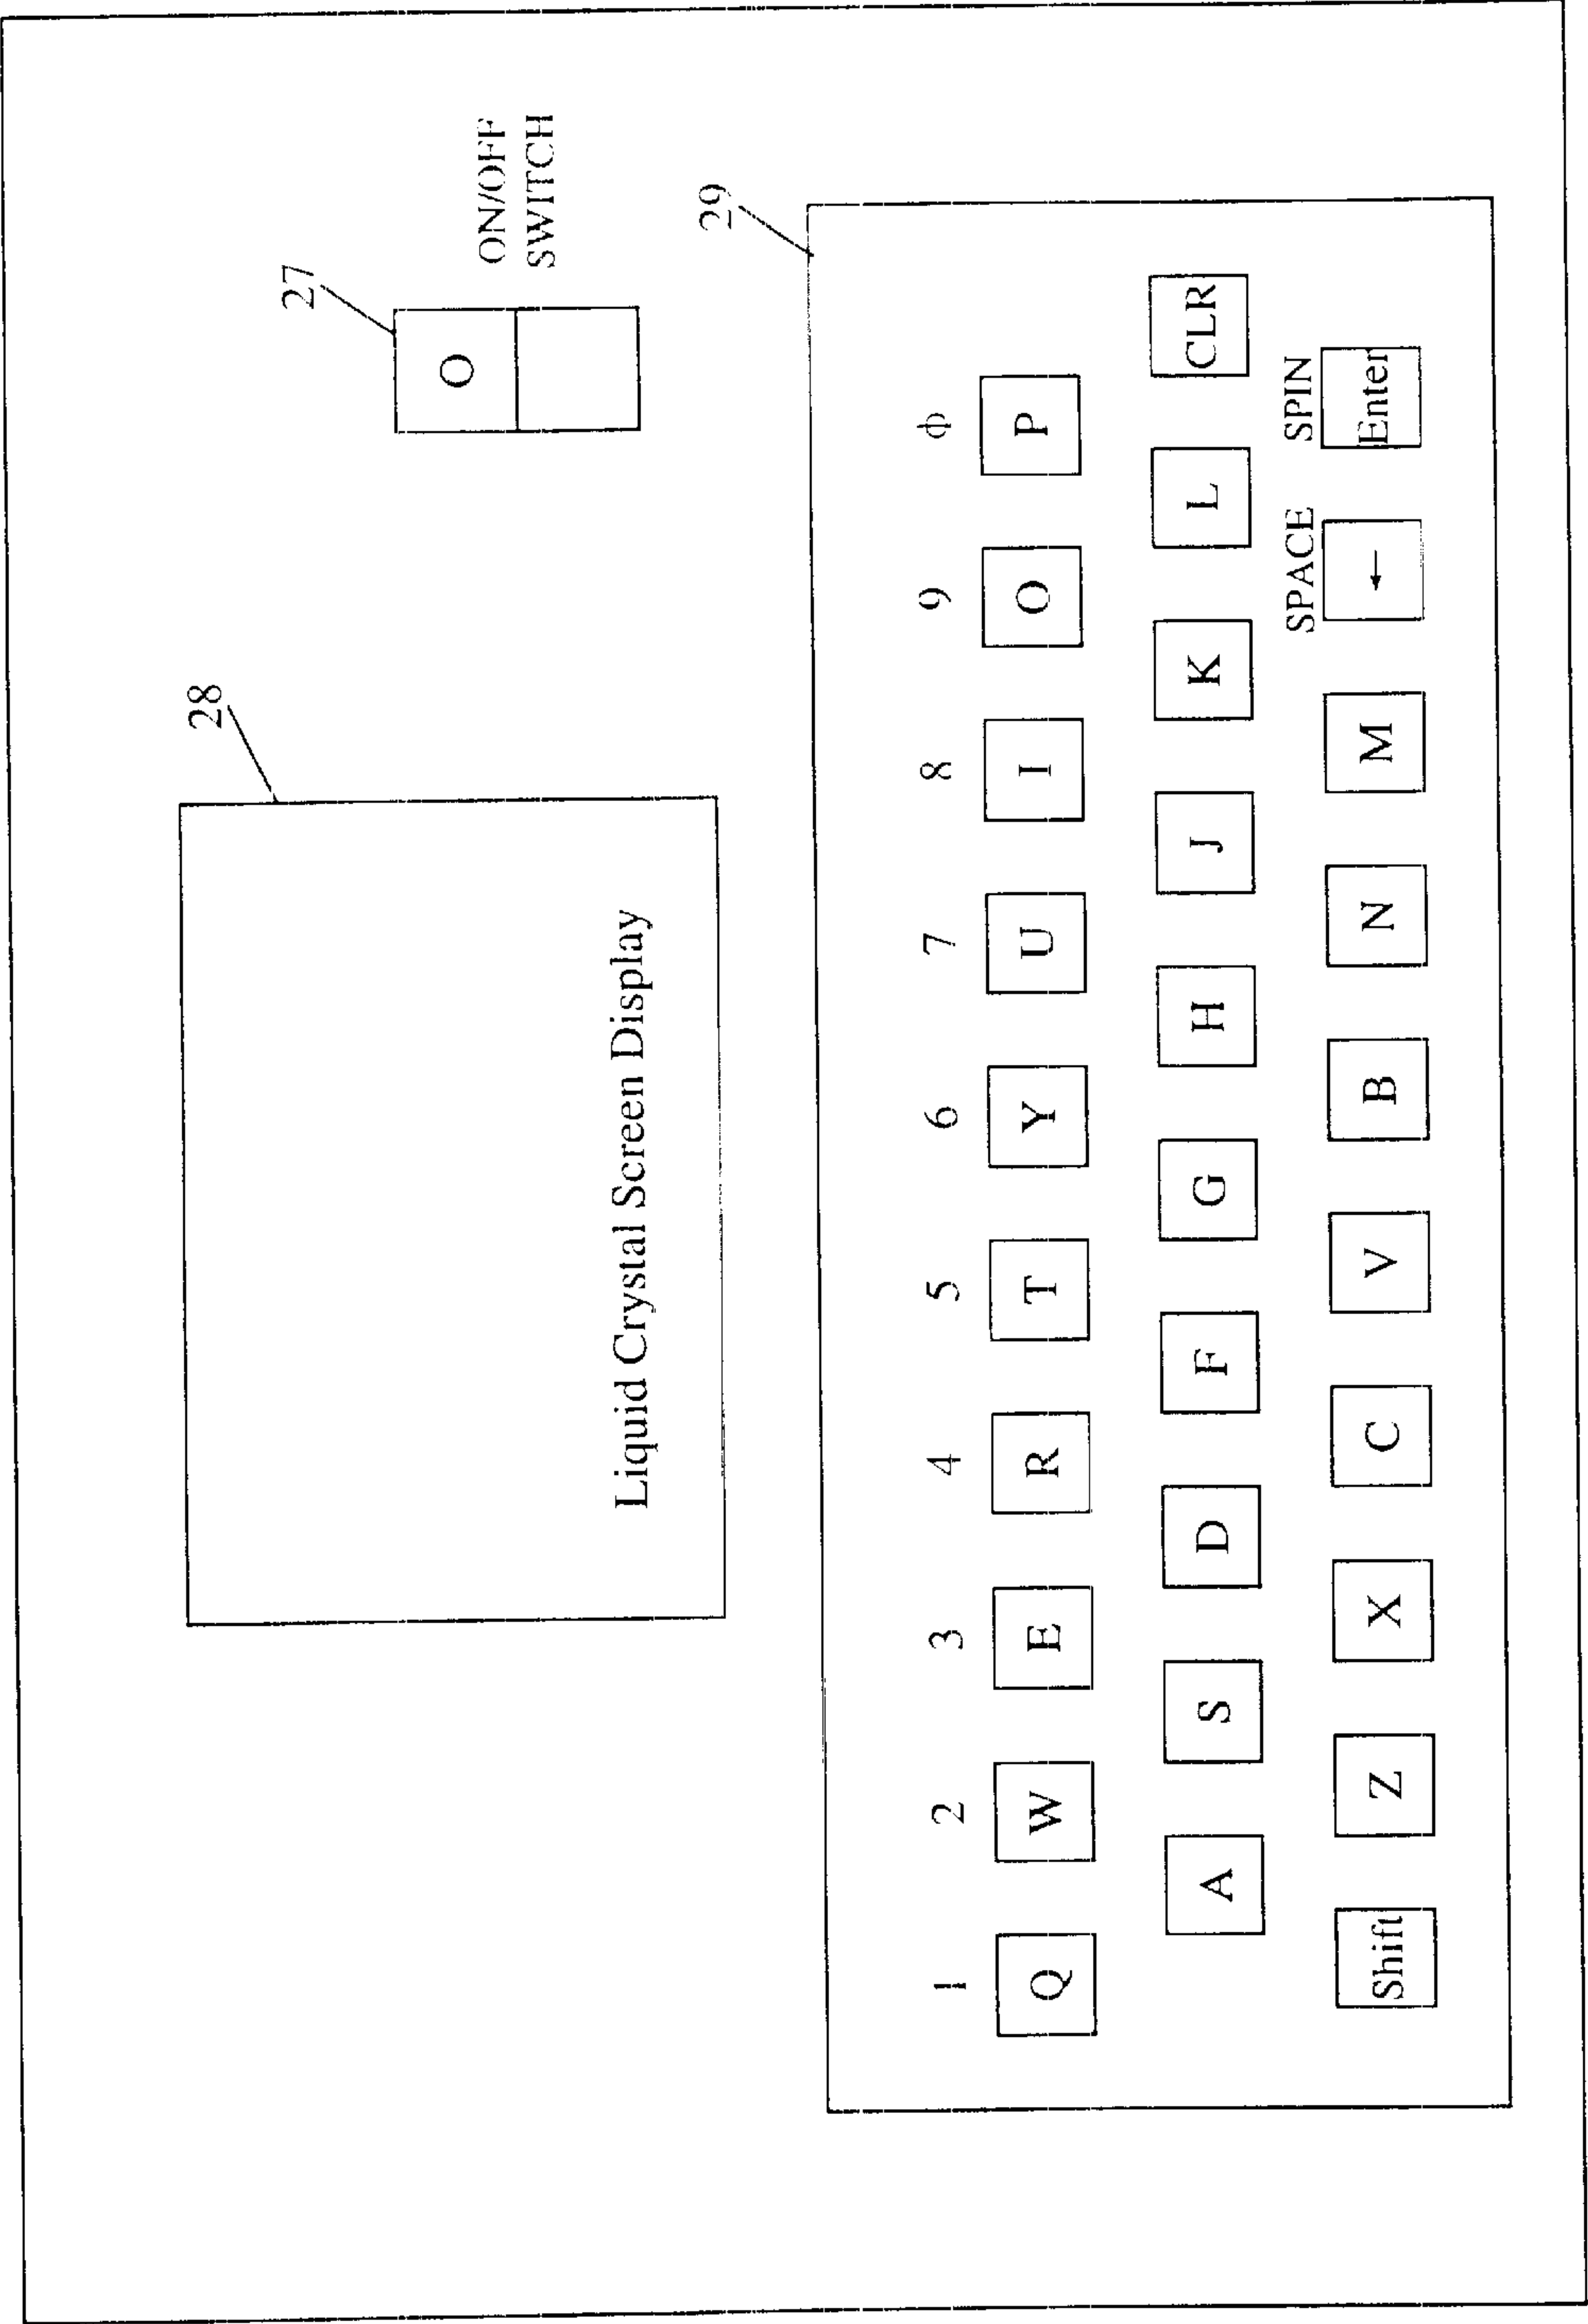 28
27
O
ON/OFF
SWITCH
Liquid Crystal Screen Display
29
1 2 3 4 5 6 7 8 9 ϕ
Q W E R T Y U I O P
A S D F G H J K L CLR
SPACE SPIN
Shift Z X C V B N M ← Enter